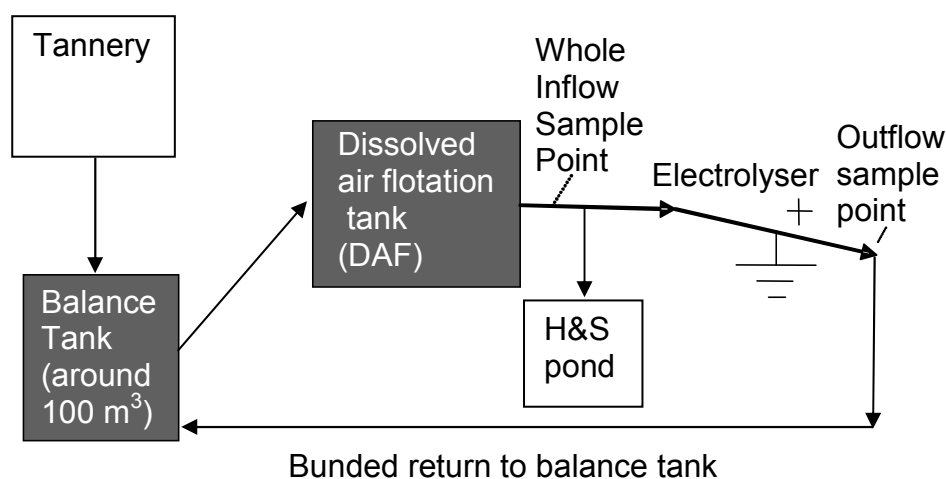 Tannery
Balance
Tank
(around
100 m³)
Dissolved
air flotation
tank
(DAF)
Whole
Inflow
Sample
Point
H&S
pond
Electrolyser
+
Outflow
sample
point
Bunded return to balance tank